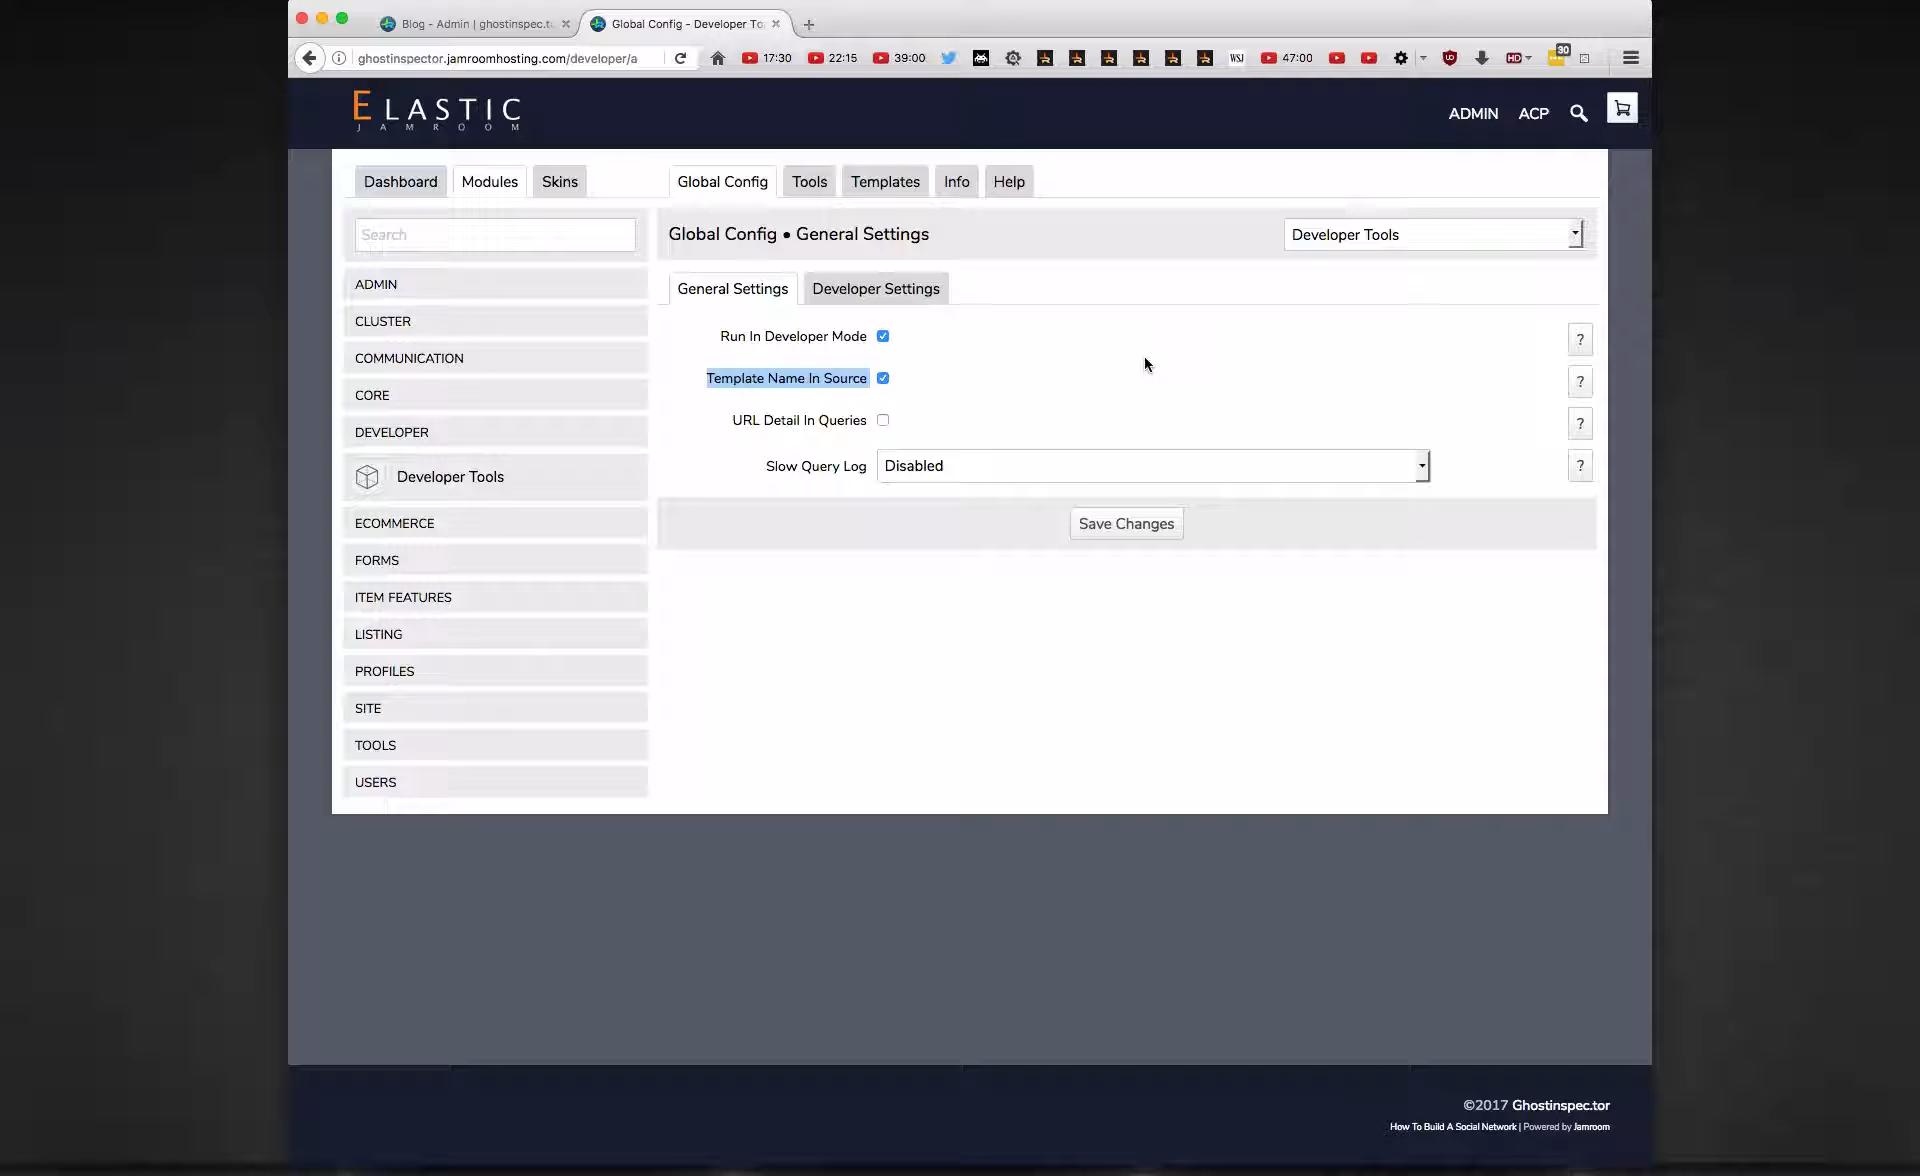 Blog - Admin | ghostinspec.t
Global Config - Developer To
ghostinspector.jamroomhosting.com/developer/a
17:30
22:15
39:00
WSJ
47:00
HD
30
ELASTIC
JAMROOM
ADMIN
ACP
Dashboard
Modules
Skins
Global Config
Tools
Templates
Info
Help
Search
Global Config • General Settings
Developer Tools
ADMIN
CLUSTER
COMMUNICATION
CORE
DEVELOPER
Developer Tools
ECOMMERCE
FORMS
ITEM FEATURES
LISTING
PROFILES
SITE
TOOLS
USERS
General Settings
Developer Settings
Run In Developer Mode
?
Template Name In Source
?
URL Detail In Queries
?
Slow Query Log
Disabled
?
Save Changes
©2017 Ghostinspec.tor
How To Build A Social Network | Powered by Jamroom